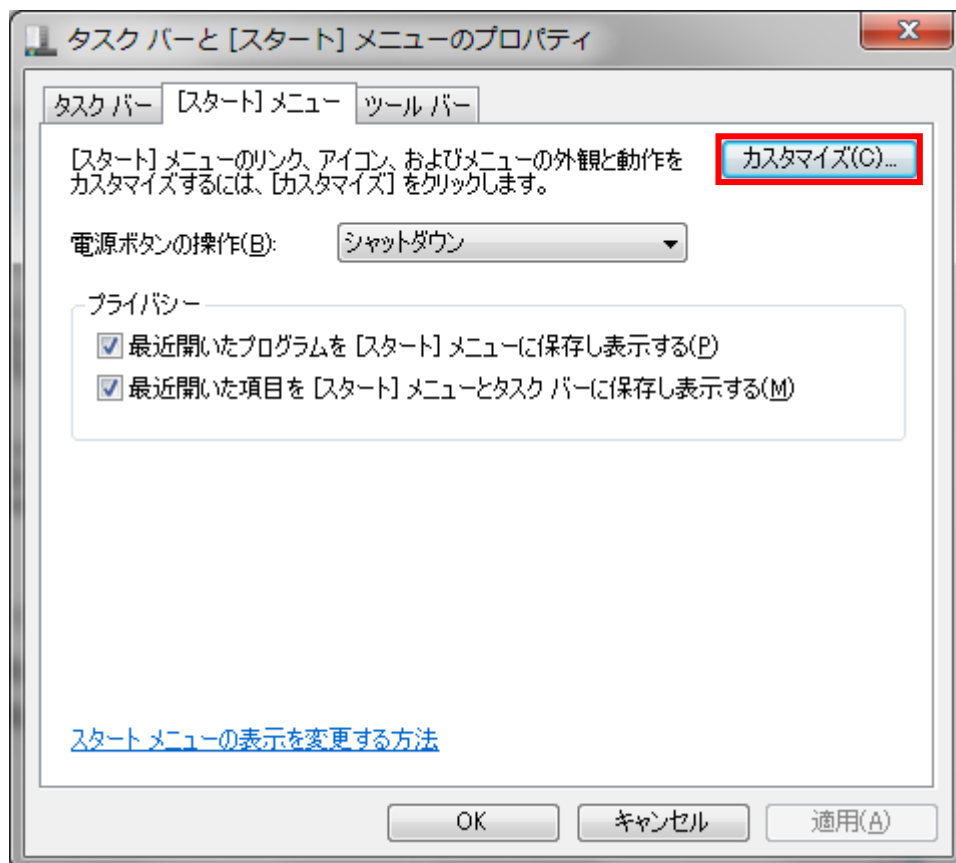 タスク バーと [スタート] メニューのプロパティ
タスク バー [スタート] メニュー ツール バー
[スタート] メニューのリンク、アイコン、およびメニューの外観と動作を
カスタマイズするには、[カスタマイズ] をクリックします。
カスタマイズ(C)...
電源ボタンの操作(B): シャットダウン
プライバシー
最近開いたプログラムを [スタート] メニューに保存し表示する(P)
最近開いた項目を [スタート] メニューとタスク バーに保存し表示する(M)
スタート メニューの表示を変更する方法
OK キャンセル 適用(A)